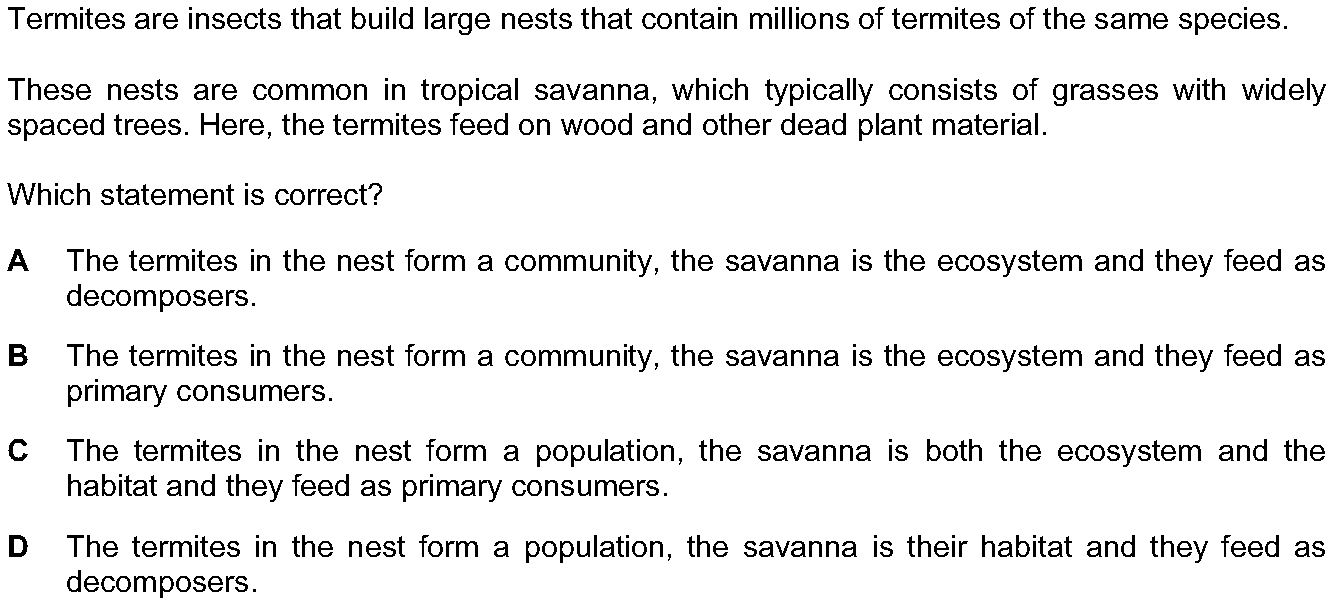 Termites are insects that build large nests that contain millions of termites of the same species.
These nests are common in tropical savanna, which typically consists of grasses with widely
spaced trees. Here, the termites feed on wood and other dead plant material.
Which statement is correct?
A The termites in the nest form a community, the savanna is the ecosystem and they feed as
decomposers.
B The termites in the nest form a community, the savanna is the ecosystem and they feed as
primary consumers.
C The termites in the nest form a population, the savanna is both the ecosystem and the
habitat and they feed as primary consumers.
D The termites in the nest form a population, the savanna is their habitat and they feed as
decomposers.